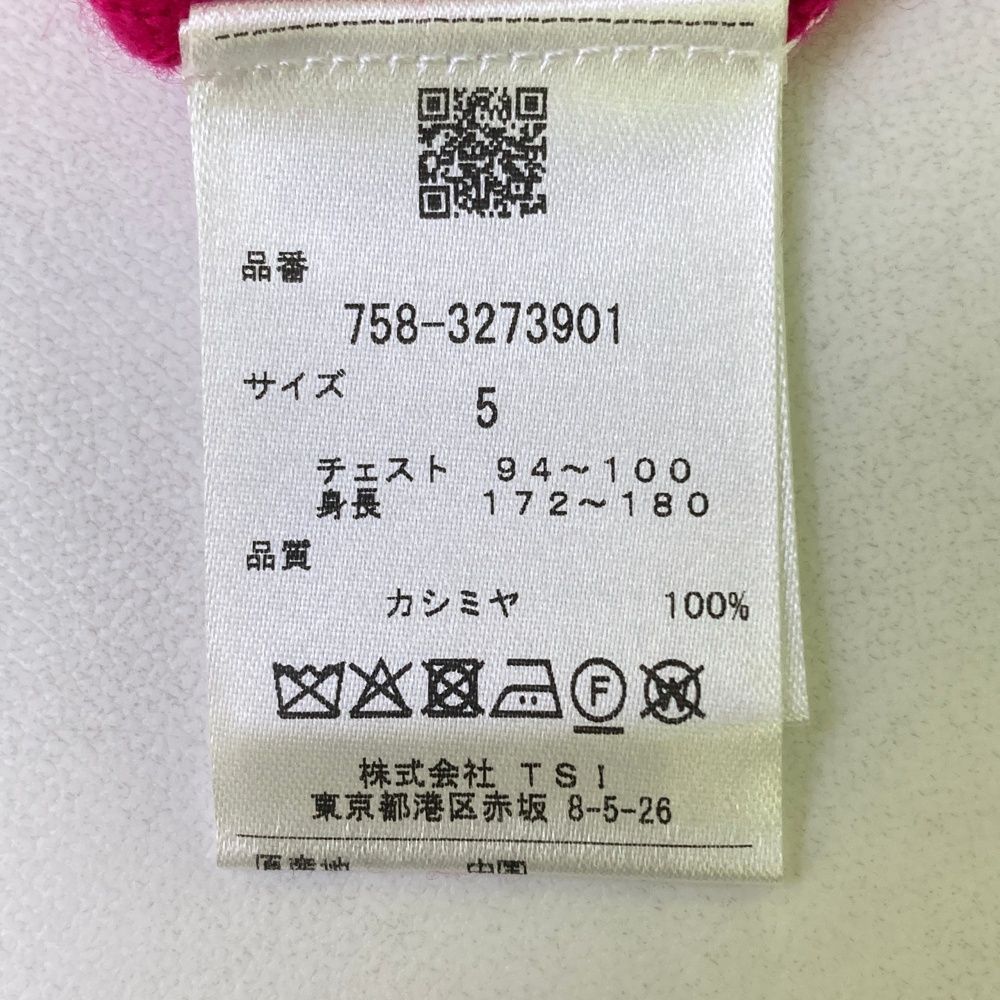 品番
758-3273901
サイズ
5
チェスト 94～100
身長 172～180
品質
カシミヤ 100%
F
W
株式会社 TSI
東京都港区赤坂 8-5-26